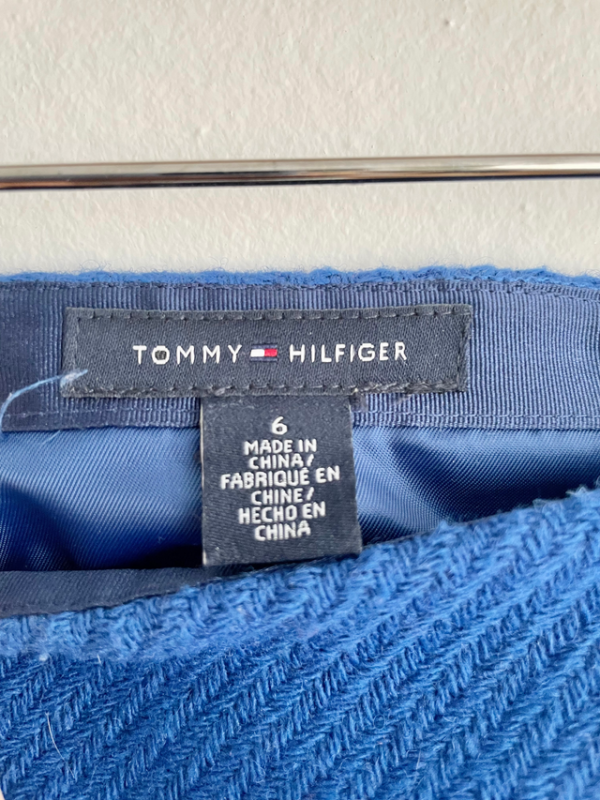 TOMMY HILFIGER
6
MADE IN
CHINA/
FABRIQUÉ EN
CHINE/
HECHO EN
CHINA